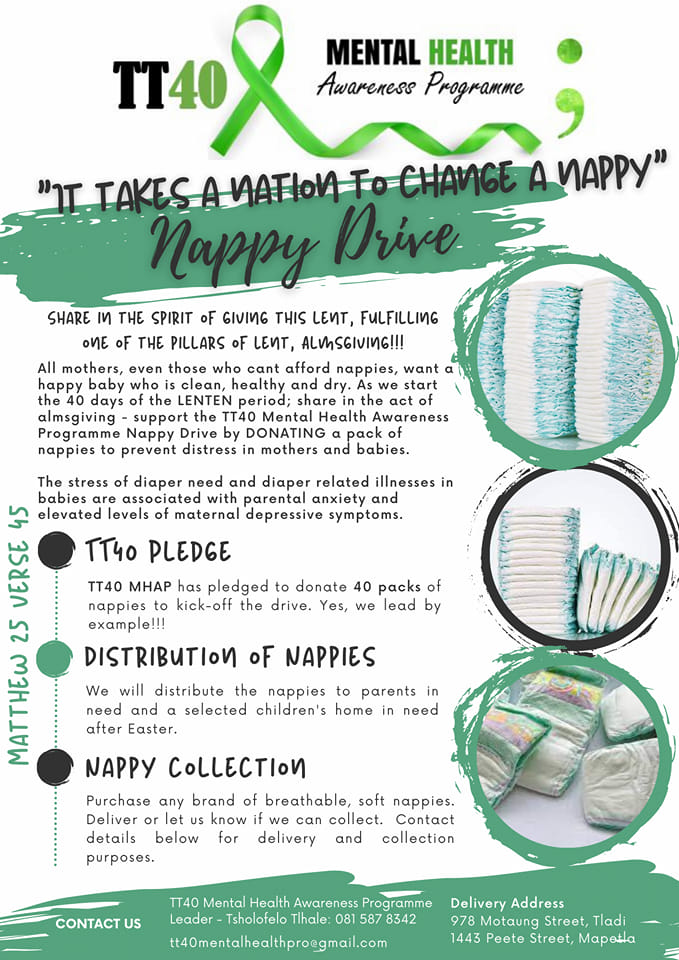 TT40
MENTAL HEALTH
Awareness Programme
"IT TAKES A NATION TO CHANGE A NAPPY"
Nappy Drive
SHARE IN THE SPIRIT OF GIVING THIS LENT, FULFILLING
ONE OF THE PILLARS OF LENT, ALMSGIVING!!!
All mothers, even those who cant afford nappies, want a
happy baby who is clean, healthy and dry. As we start
the 40 days of the LENTEN period; share in the act of
almsgiving - support the TT40 Mental Health Awareness
Programme Nappy Drive by DONATING a pack of
nappies to prevent distress in mothers and babies.
The stress of diaper need and diaper related illnesses in
babies are associated with parental anxiety and
elevated levels of maternal depressive symptoms.
MATTHEW 25 VERSE 45
TT40 PLEDGE
TT40 MHAP has pledged to donate 40 packs of
nappies to kick-off the drive. Yes, we lead by
example!!!
DISTRIBUTION OF NAPPIES
We will distribute the nappies to parents in
need and a selected children's home in need
after Easter.
NAPPY COLLECTION
Purchase any brand of breathable, soft nappies.
Deliver or let us know if we can collect. Contact
details below for delivery and collection
purposes.
CONTACT US
TT40 Mental Health Awareness Programme
Leader - Tsholofelo Tlhale: 081 587 8342
tt40mentalhealthpro@gmail.com
Delivery Address
978 Motaung Street, Tladi
1443 Peete Street, Mapetla